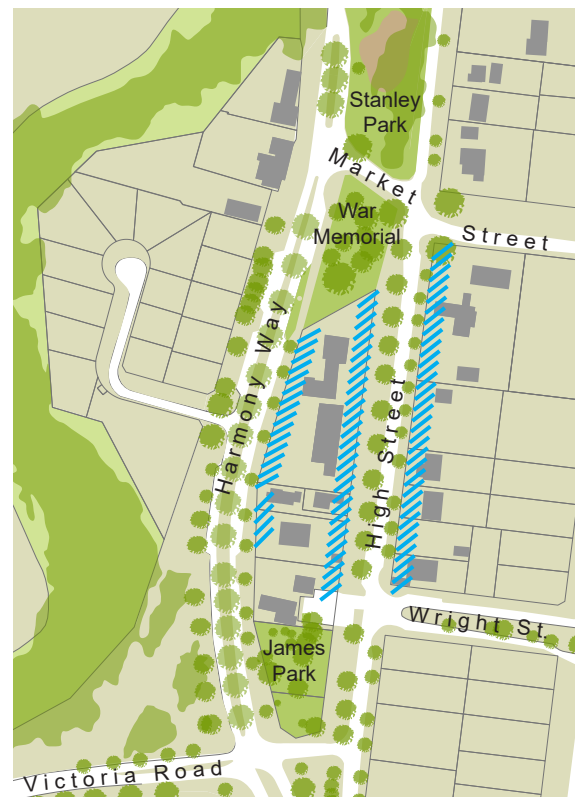 Stanley
Park
Market
Street
War
Memorial
Harmony Way
High Street
Wright St.
James
Park
Victoria Road